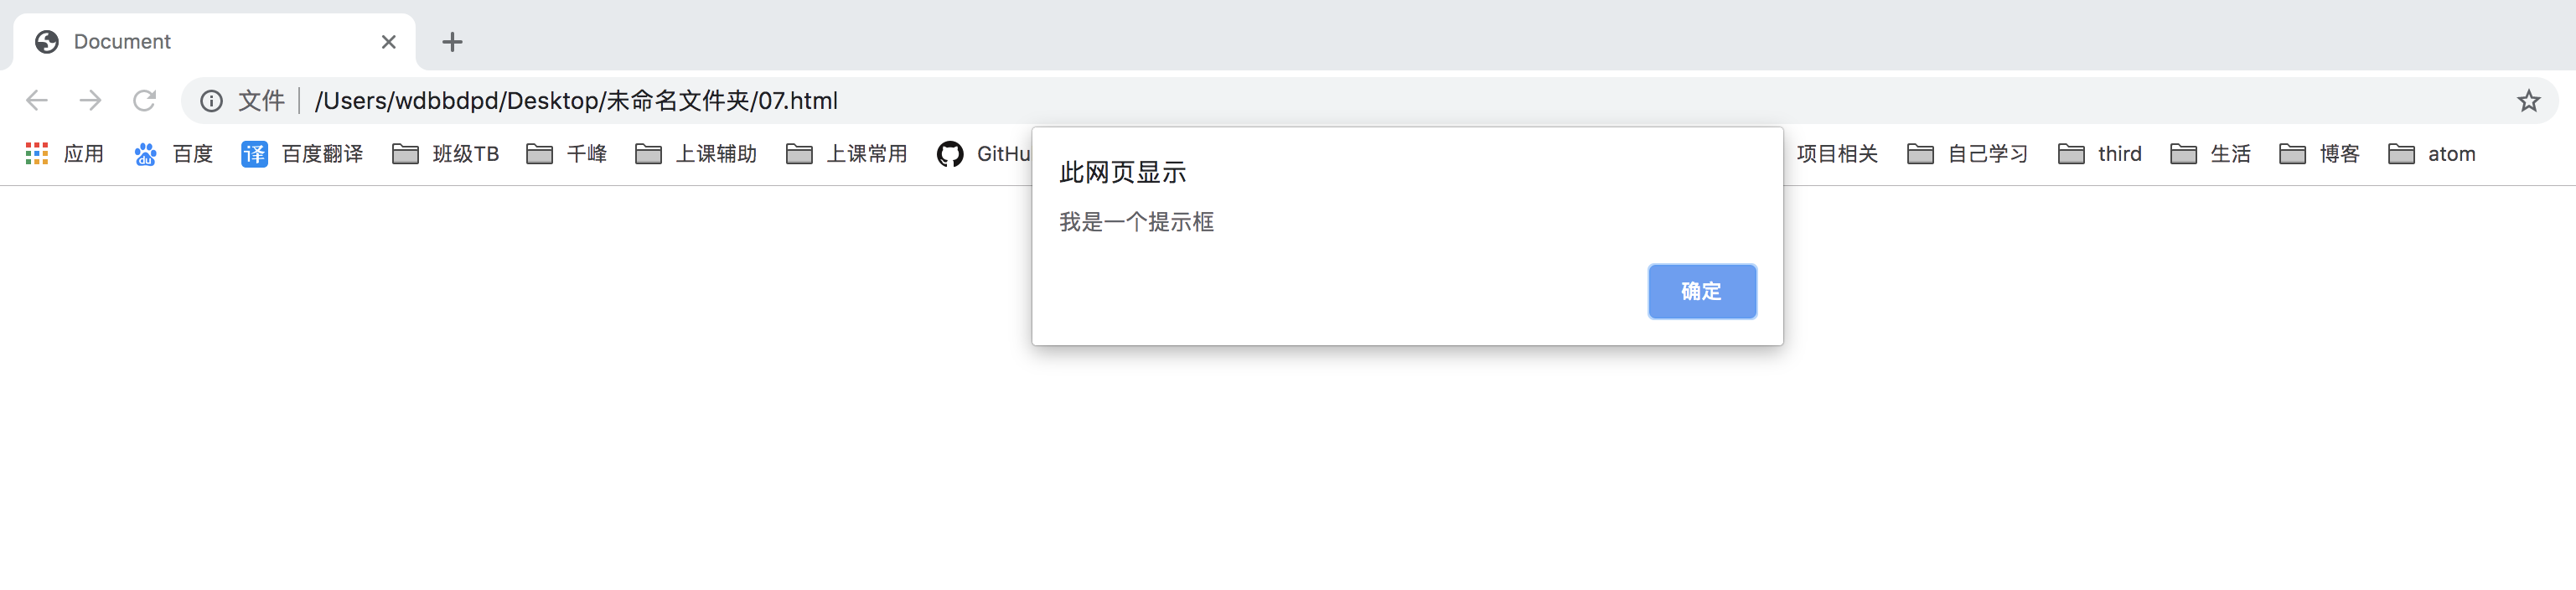 Document
文件 /Users/wdbbdpd/Desktop/未命名文件夹/07.html
应用 百度 译 百度翻译 班级TB 千峰 上课辅助 上课常用 项目相关 自己学习 third 生活 博客 atom
此网页显示
我是一个提示框
确定